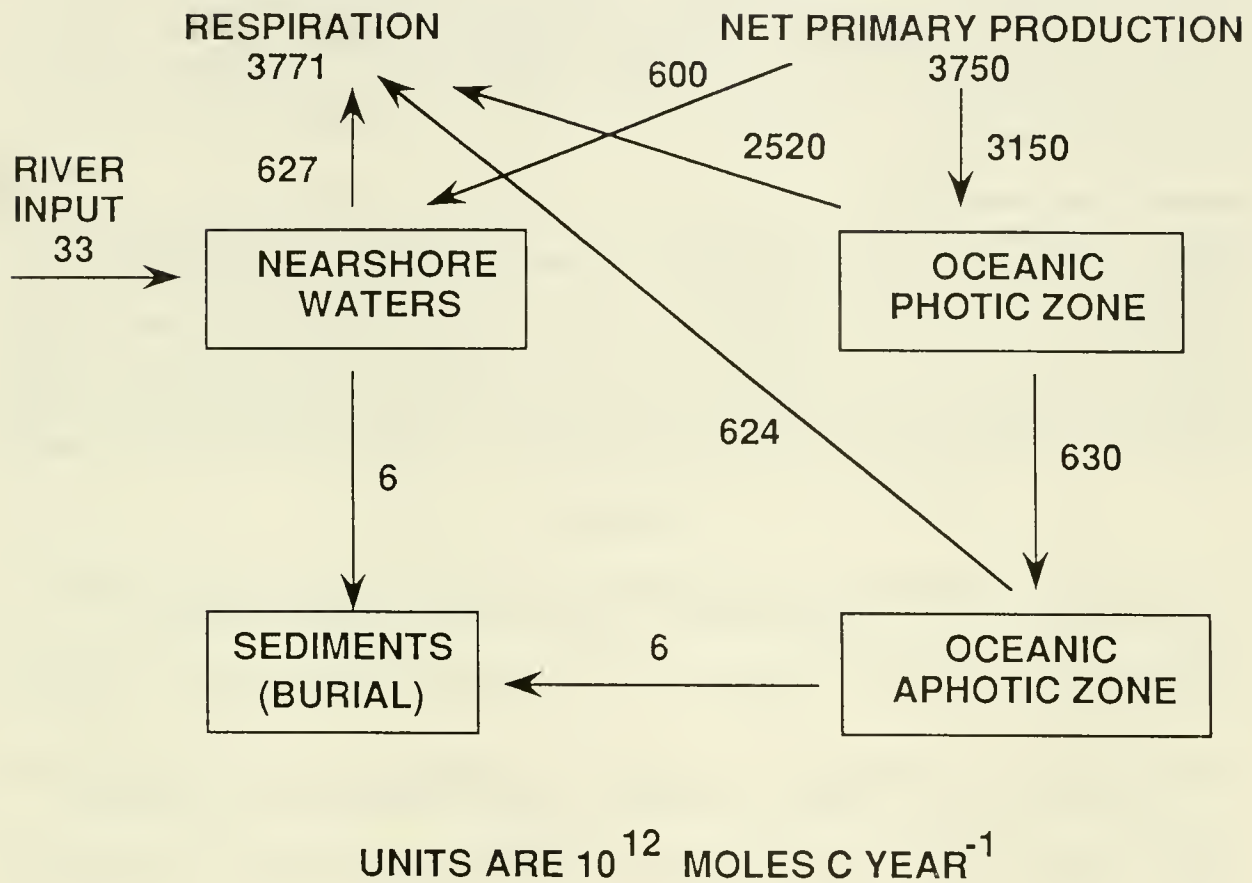 RESPIRATION
3771
NET PRIMARY PRODUCTION
3750
600
2520
3150
627
RIVER
INPUT
33
NEARSHORE
WATERS
OCEANIC
PHOTIC ZONE
624
630
6
SEDIMENTS
(BURIAL)
6
OCEANIC
APHOTIC ZONE
UNITS ARE 10^12 MOLES C YEAR^-1